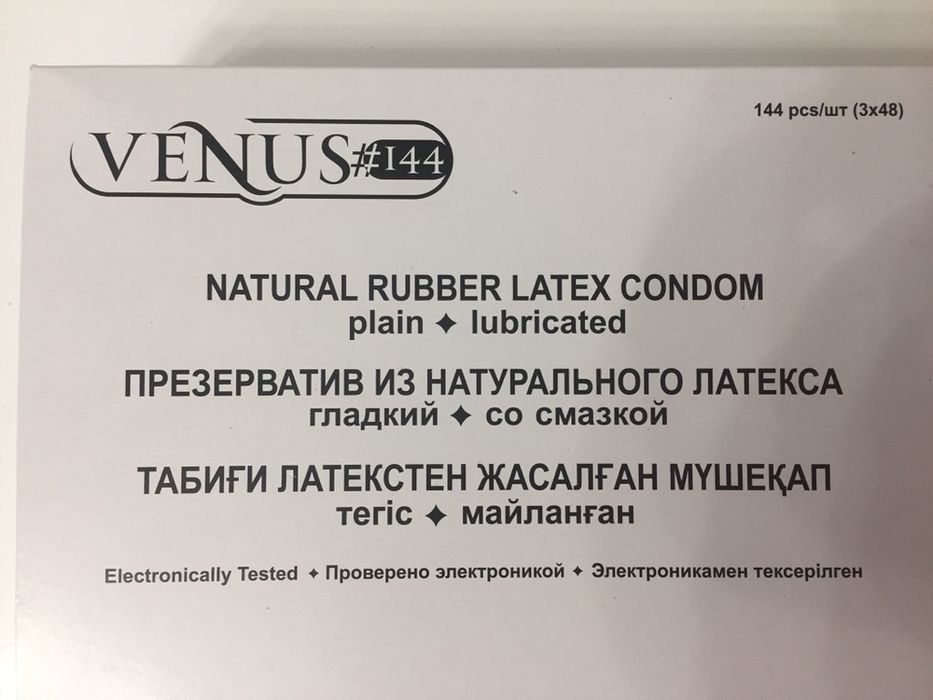 144 pcs/шт (3x48)
VENUS#144
NATURAL RUBBER LATEX CONDOM
plain ✦ lubricated
ПРЕЗЕРВАТИВ ИЗ НАТУРАЛЬНОГО ЛАТЕКСА
гладкий ✦ со смазкой
ТАБИҒИ ЛАТЕКСТЕН ЖАСАЛҒАН МҮШЕҚАП
тегіс ✦ майланған
Electronically Tested ✦ Проверено электроникой ✦ Электроникамен тексерілген